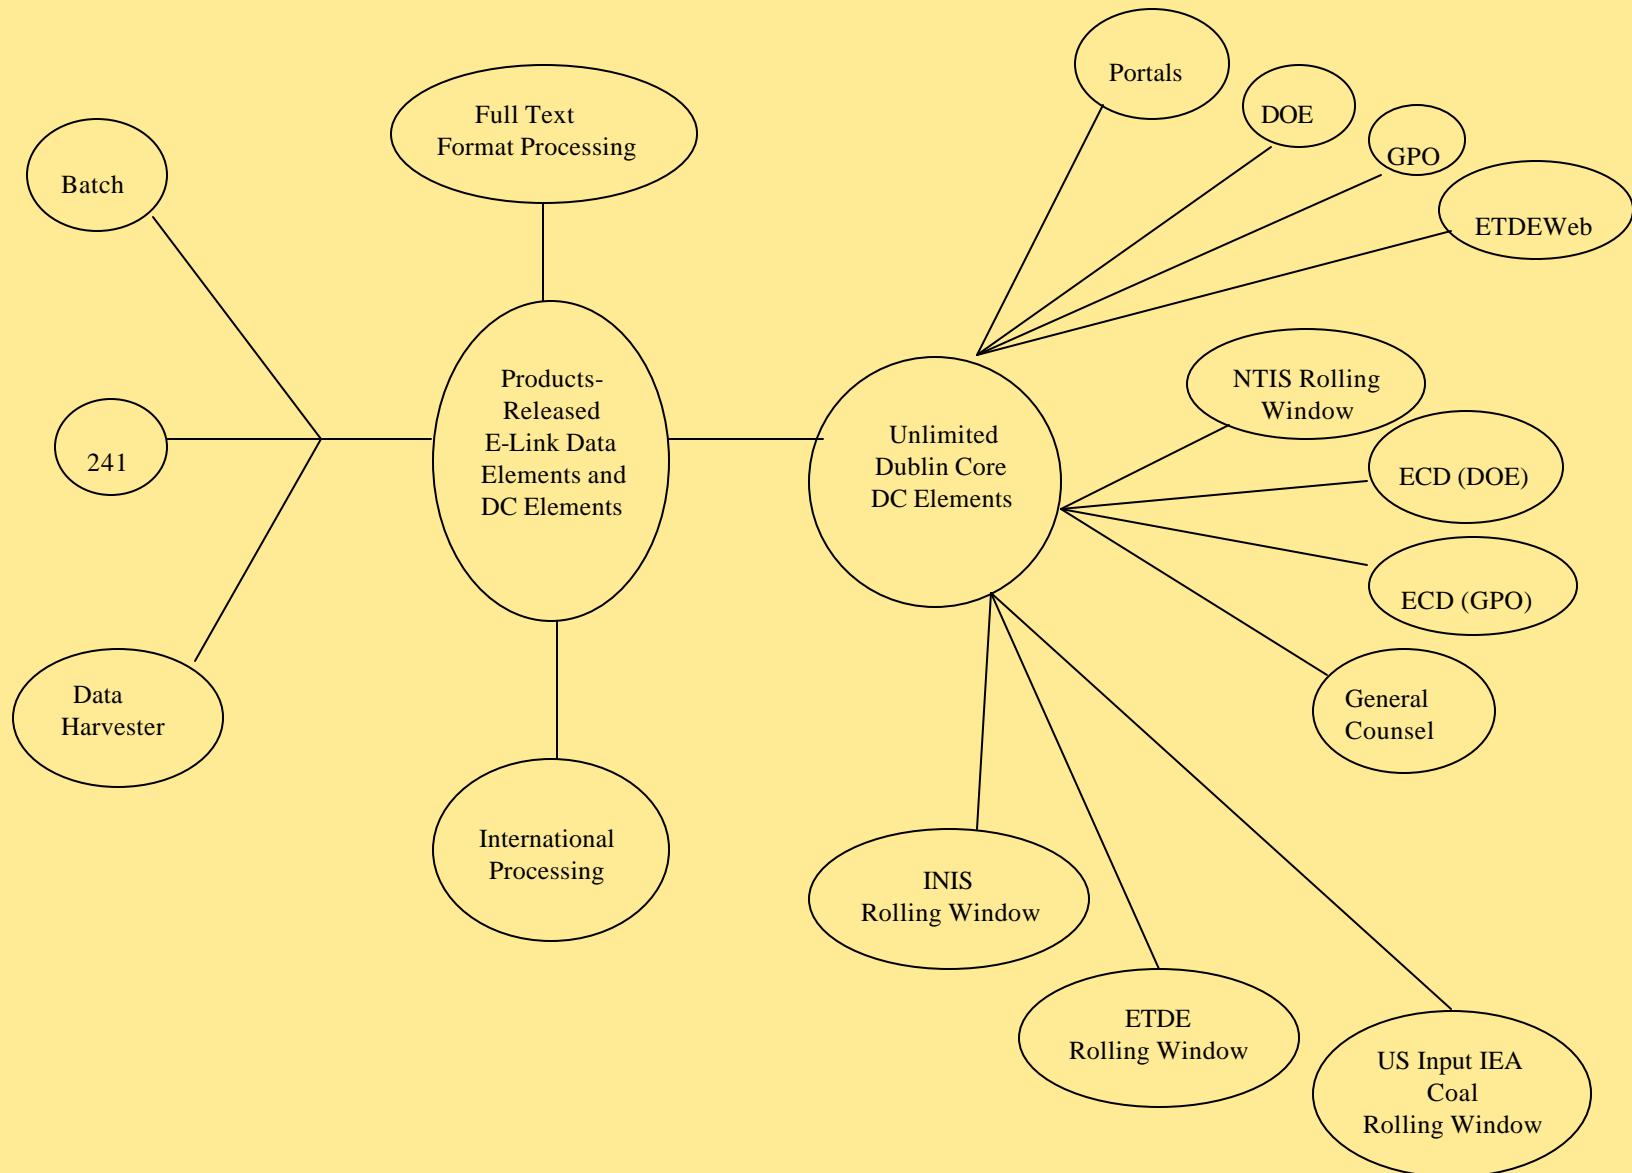 Portals
DOE
GPO
ETDEWeb
Full Text
Format Processing
Batch
241
Data
Harvester
Products-
Released
E-Link Data
Elements and
DC Elements
International
Processing
Unlimited
Dublin Core
DC Elements
NTIS Rolling
Window
ECD (DOE)
ECD (GPO)
General
Counsel
INIS
Rolling Window
ETDE
Rolling Window
US Input IEA
Coal
Rolling Window